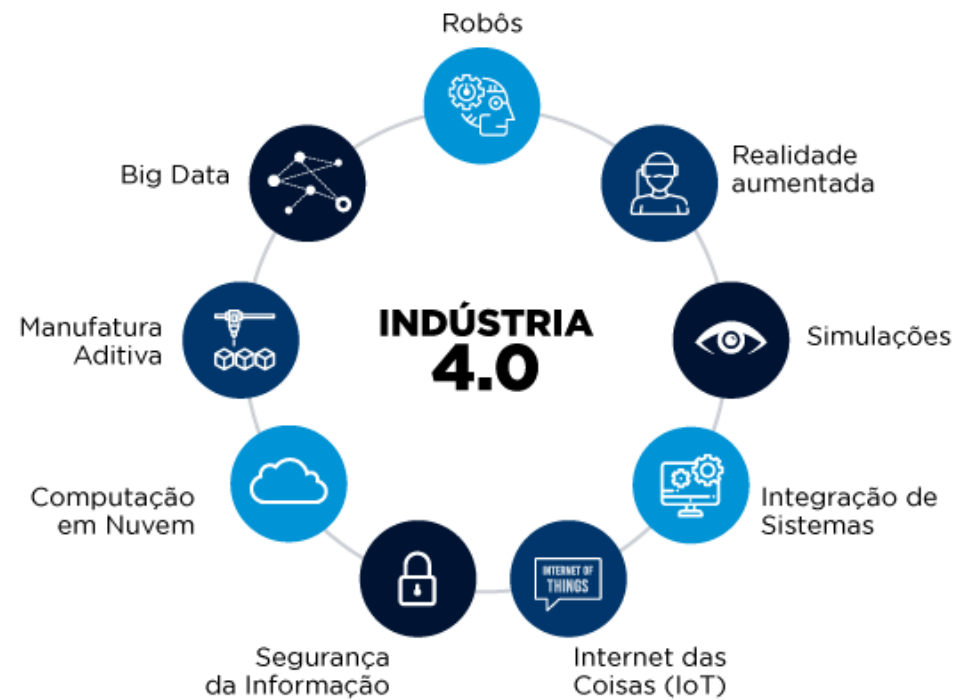 Robôs
Realidade
aumentada
Big Data
INDÚSTRIA
4.0
Manufatura
Aditiva
Simulações
Computação
em Nuvem
Integração de
Sistemas
INTERNET OF
THINGS
Segurança
da Informação
Internet das
Coisas (IoT)